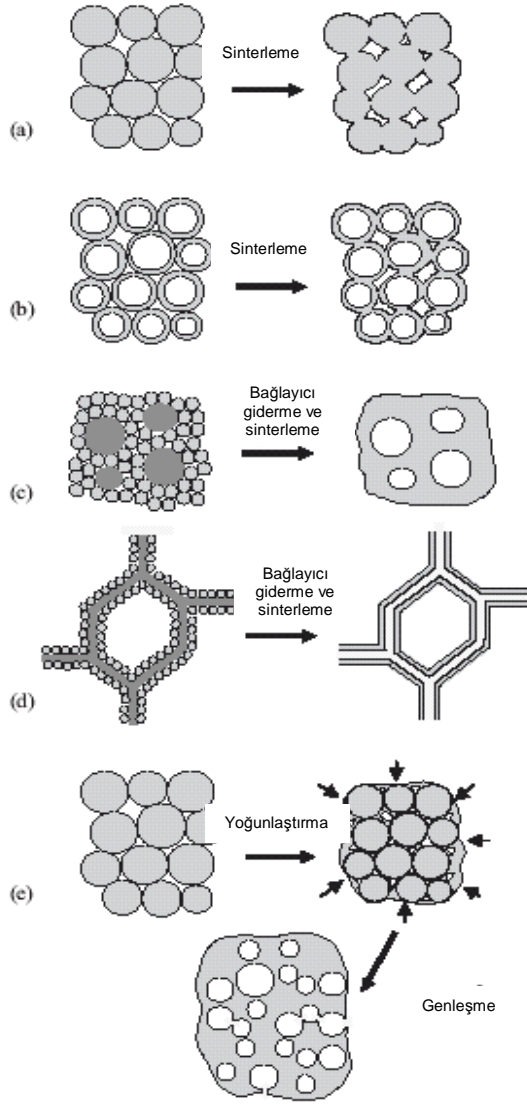 Sinterleme
(a)
Sinterleme
(b)
Bağlayıcı
giderme ve
sinterleme
(c)
Bağlayıcı
giderme ve
sinterleme
(d)
Yoğunlaştırma
(e)
Genleşme